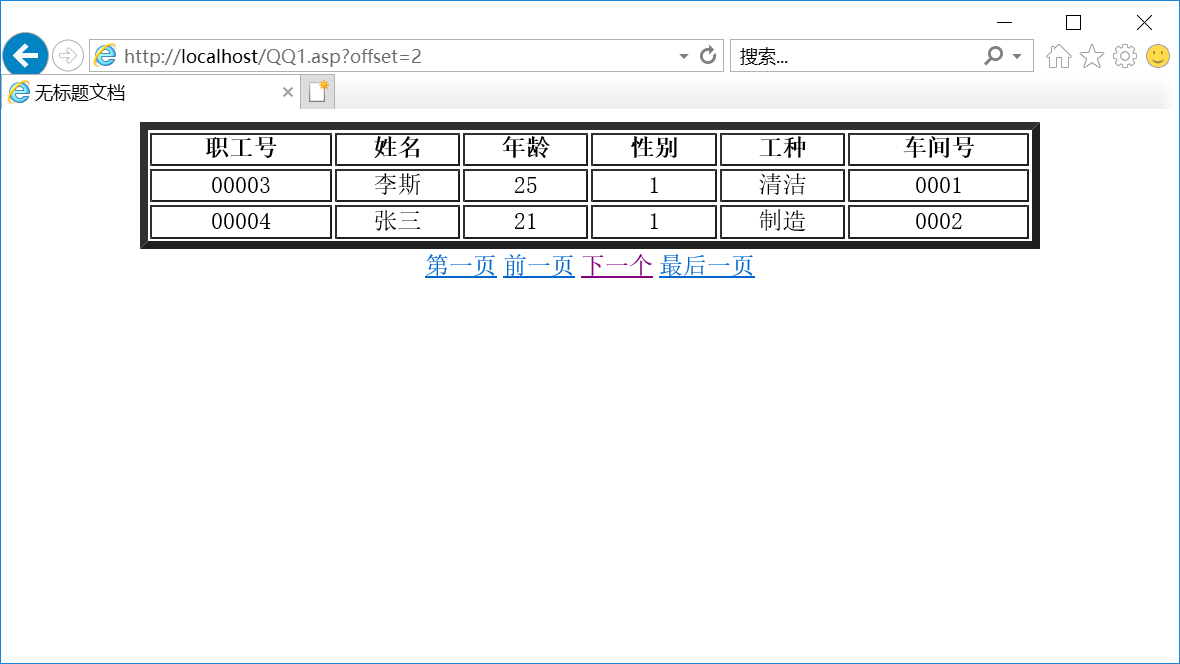 http://localhost/QQ1.asp?offset=2 搜索...
无标题文档
职工号 姓名 年龄 性别 工种 车间号
00003 李斯 25 1 清洁 0001
00004 张三 21 1 制造 0002
第一页 前一页 下一个 最后一页